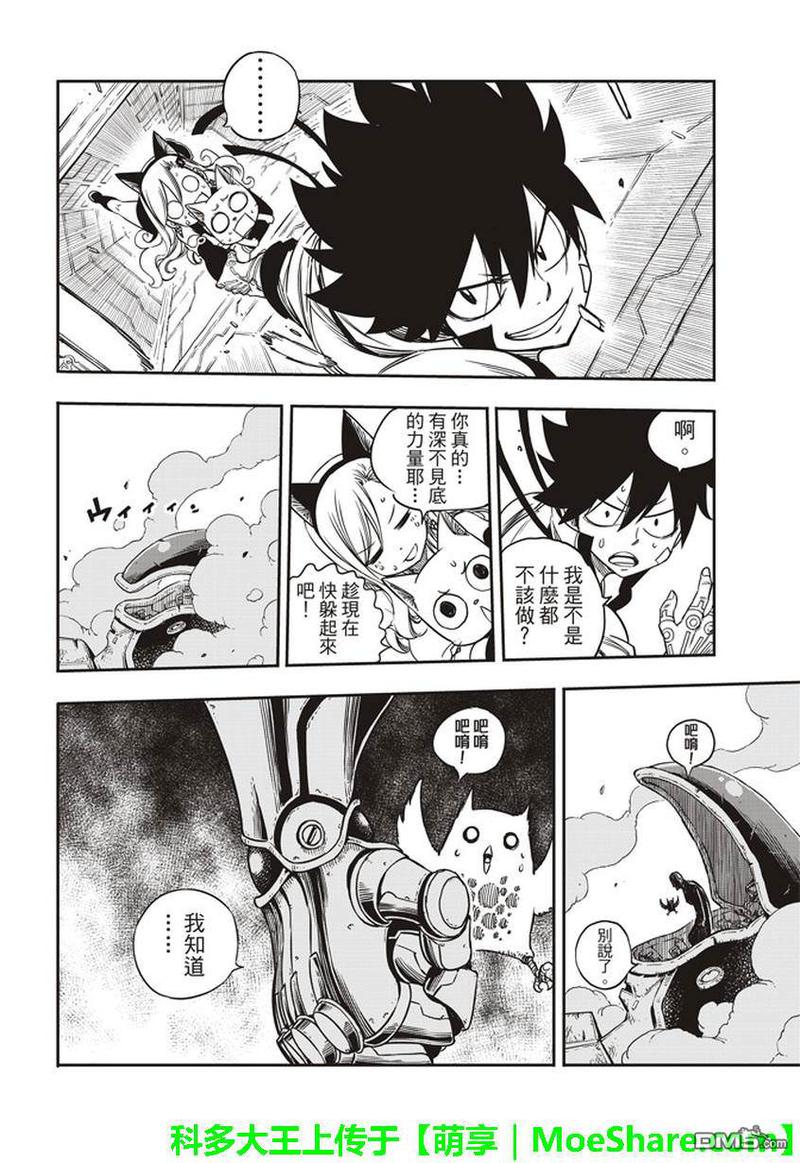 ……
啊。
我是不是
什麼都
不該做？
你真的…
有深不見底
的力量耶…
趁現在
快躲起來
吧！
ウィィン
吧唷！
別說了。
吧唷
吧唷！
我知道
……
科多大王上传于【萌享｜MoeShare.com】